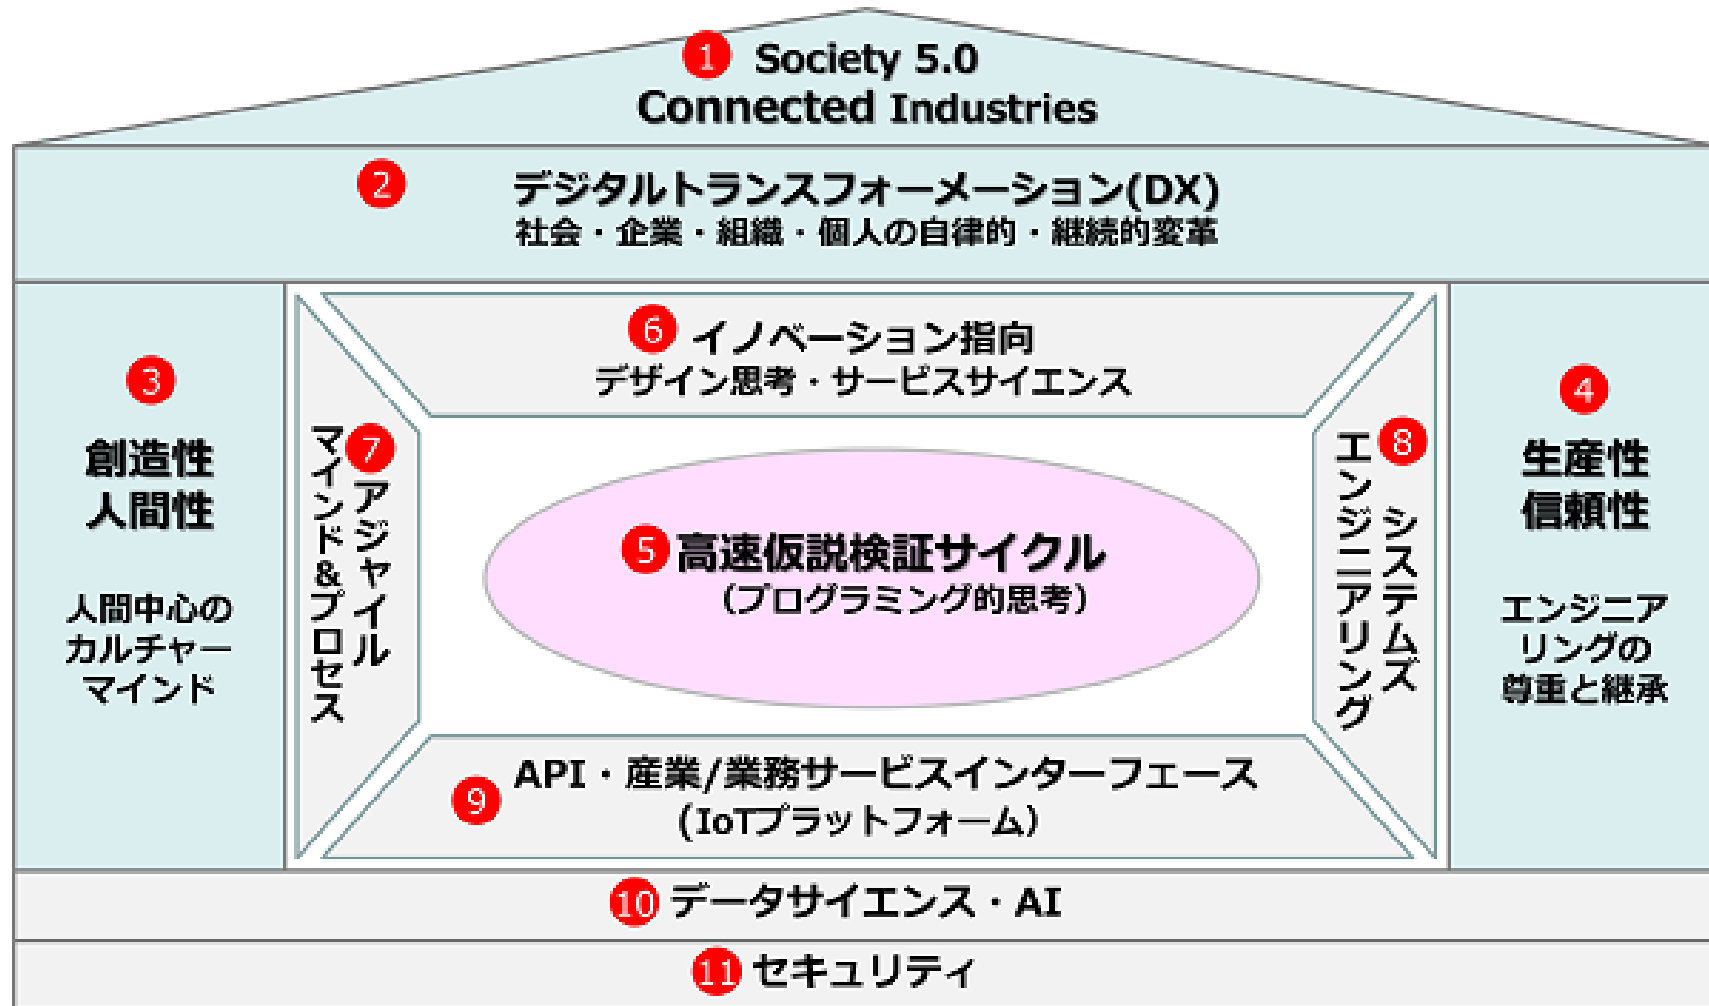 1 Society 5.0
Connected Industries
2 デジタルトランスフォーメーション(DX)
社会・企業・組織・個人の自律的・継続的変革
3
創造性
人間性
人間中心の
カルチャー
マインド
4
生産性
信頼性
エンジニア
リングの
尊重と継承
6 イノベーション指向
デザイン思考・サービスサイエンス
7 アジャイル
マインド&プロセス
5 高速仮説検証サイクル
(プログラミング的思考)
8 システムズ
エンジニアリング
9 API・産業/業務サービスインターフェース
(IoTプラットフォーム)
10 データサイエンス・AI
11 セキュリティ